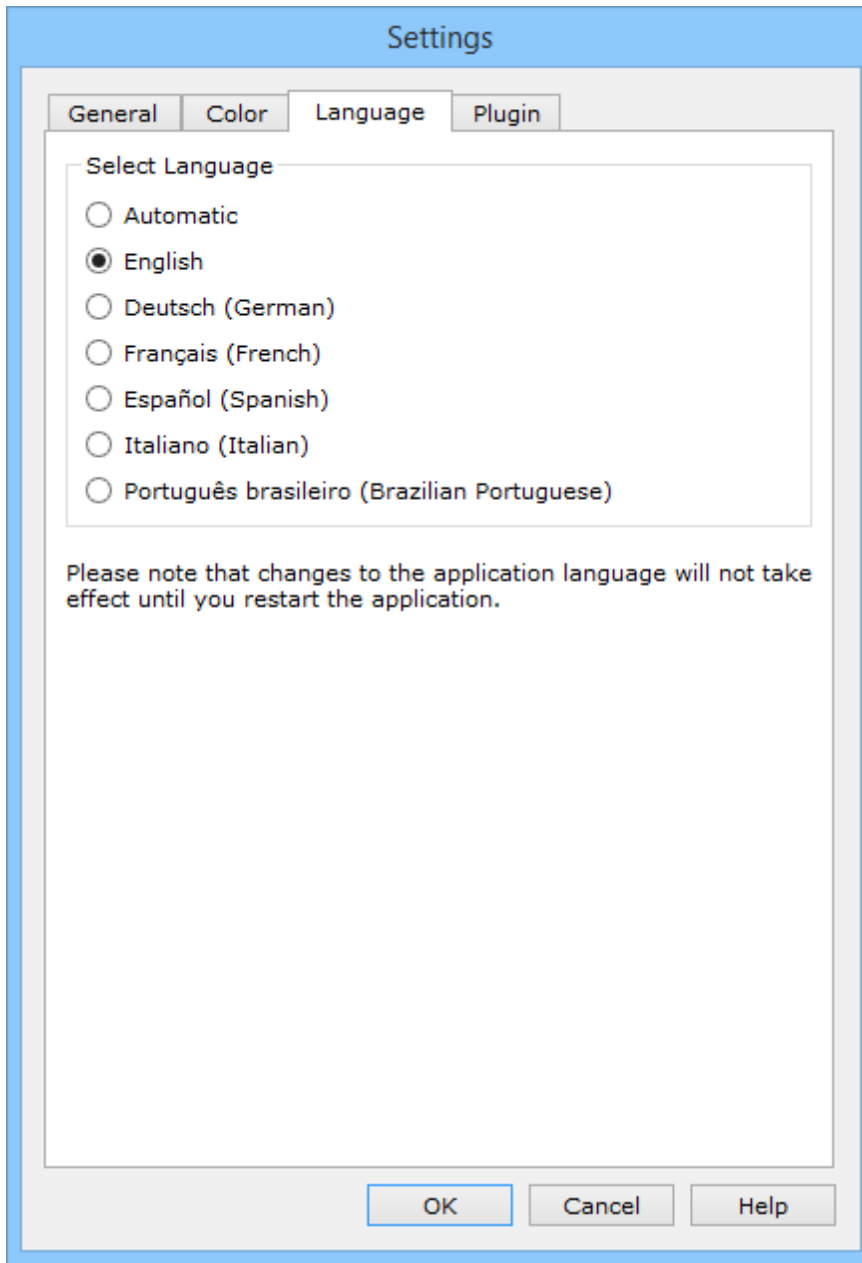 Settings
General Color Language Plugin
Select Language
Automatic
English
Deutsch (German)
Français (French)
Español (Spanish)
Italiano (Italian)
Português brasileiro (Brazilian Portuguese)
Please note that changes to the application language will not take
effect until you restart the application.
OK Cancel Help